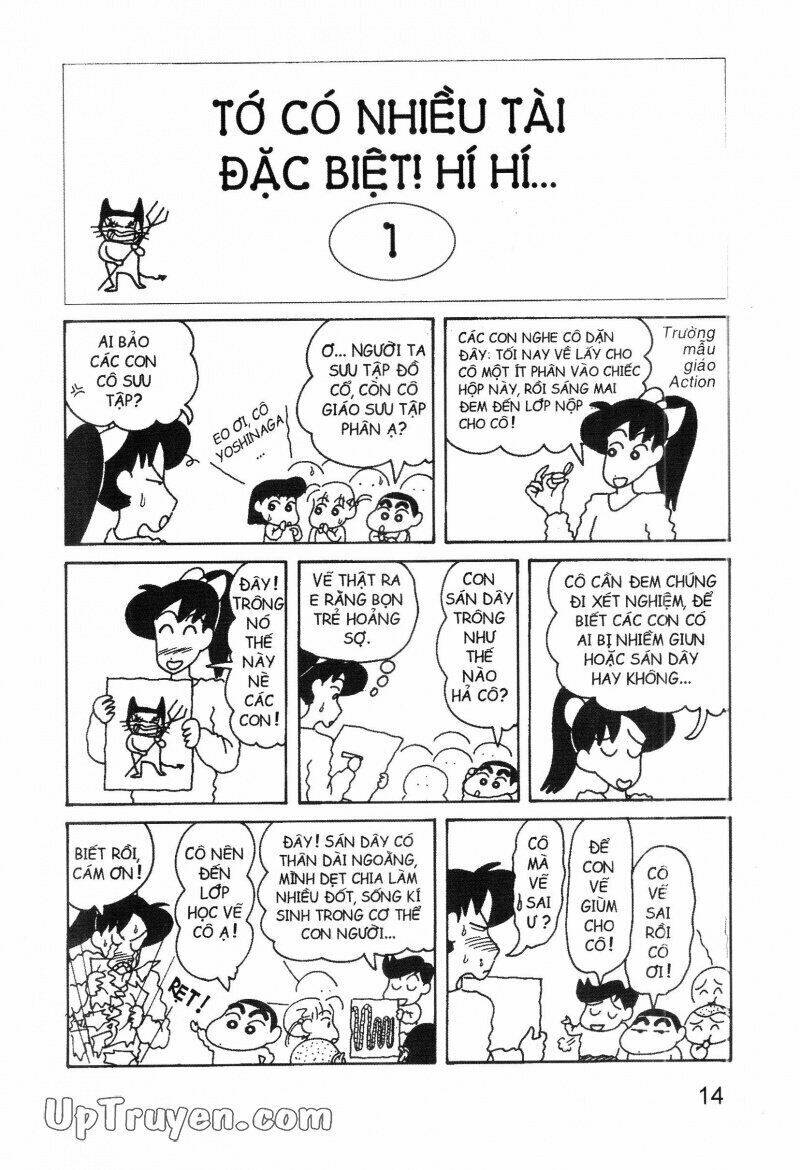 TỚ CÓ NHIỀU TÀI
ĐẶC BIỆT! HÍ HÍ...
1
Trường
mẫu
giáo
Action
CÁC CON NGHE CÔ DẶN
ĐÂY: TỐI NAY VỀ LẤY CHO
CÔ MỘT ÍT PHÂN VÀO CHIẾC
HỘP NÀY, RỒI SÁNG MAI
ĐEM ĐẾN LỚP NỘP
CHO CÔ!
Ơ... NGƯỜI TA
SƯU TẬP ĐỒ
CỔ, CÒN CÔ
GIÁO SƯU TẬP
PHÂN Ạ?
EO ƠI, CÔ
YOSHINAGA
...
AI BẢO
CÁC CON
CÔ SƯU
TẬP?
CÔ CẦN ĐEM CHÚNG
ĐI XÉT NGHIỆM, ĐỂ
BIẾT CÁC CON CÓ
AI BỊ NHIỄM GIUN
HOẶC SÁN DÂY
HAY KHÔNG...
CON
SÁN DÂY
TRÔNG
NHƯ
THẾ
NÀO
HẢ CÔ?
VẼ THẬT RA
E RẰNG BỌN
TRẺ HOẢNG
SỢ.
ĐÂY!
TRÔNG
NÓ
THẾ
NÀY
NÈ
CÁC
CON!
CÔ
VẼ
SAI
RỒI
CÔ
ƠI!
ĐỂ
CON
VẼ
GIÙM
CHO
CÔ!
CÔ
MÀ
VẼ
SAI
Ư?
ĐÂY! SÁN DÂY CÓ
THÂN DÀI NGOẰNG,
MÌNH DẸT CHIA LÀM
NHIỀU ĐỐT, SỐNG KÍ
SINH TRONG CƠ THỂ
CON NGƯỜI...
CÔ NÊN
ĐẾN
LỚP
HỌC VẼ
CÔ Ạ!
RẸT!
BIẾT RỒI,
CÁM ƠN!
14
UpTruyen.com